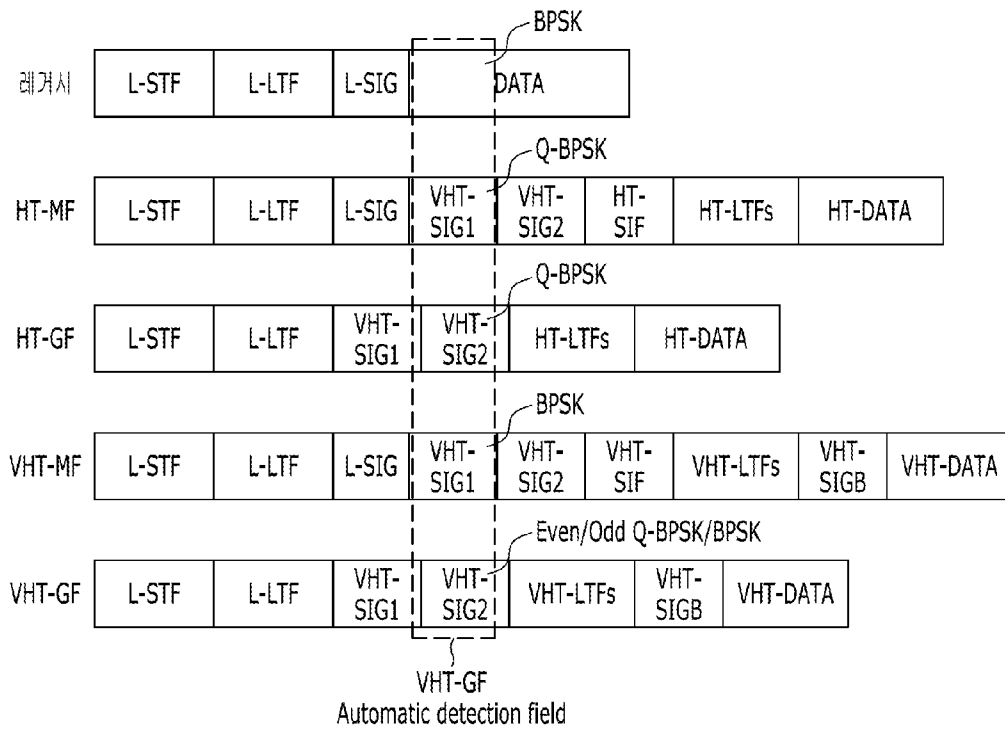 BPSK
레거시 L-STF L-LTF L-SIG DATA
Q-BPSK
HT-MF L-STF L-LTF L-SIG VHT-SIG1 VHT-SIG2 HT-SIF HT-LTFs HT-DATA
Q-BPSK
HT-GF L-STF L-LTF VHT-SIG1 VHT-SIG2 HT-LTFs HT-DATA
BPSK
VHT-MF L-STF L-LTF L-SIG VHT-SIG1 VHT-SIG2 VHT-SIF VHT-LTFs VHT-SIGB VHT-DATA
Even/Odd Q-BPSK/BPSK
VHT-GF L-STF L-LTF VHT-SIG1 VHT-SIG2 VHT-LTFs VHT-SIGB VHT-DATA
VHT-GF
Automatic detection field